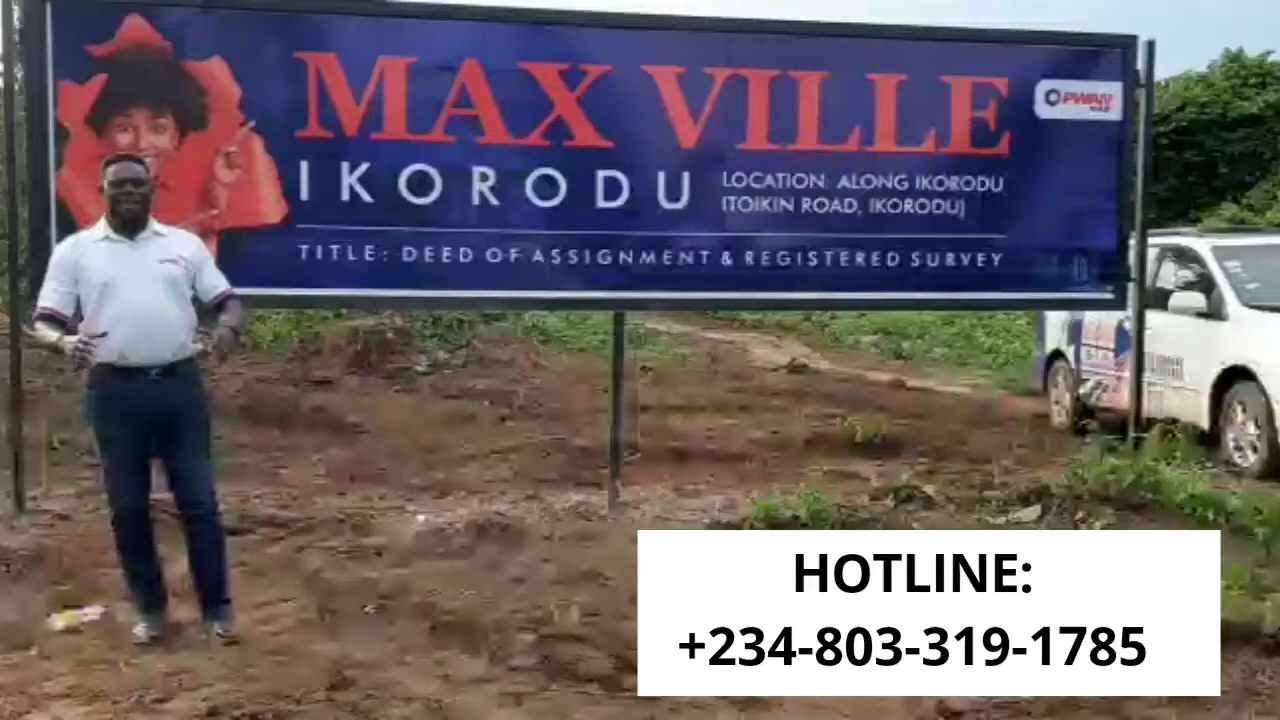 MAX VILLE
PWAN
MAX
IKORODU
LOCATION: ALONG IKORODU
ITOIKIN ROAD, IKORODU)
TITLE: DEED OF ASSIGNMENT & REGISTERED SURVEY
HOTLINE:
+234-803-319-1785